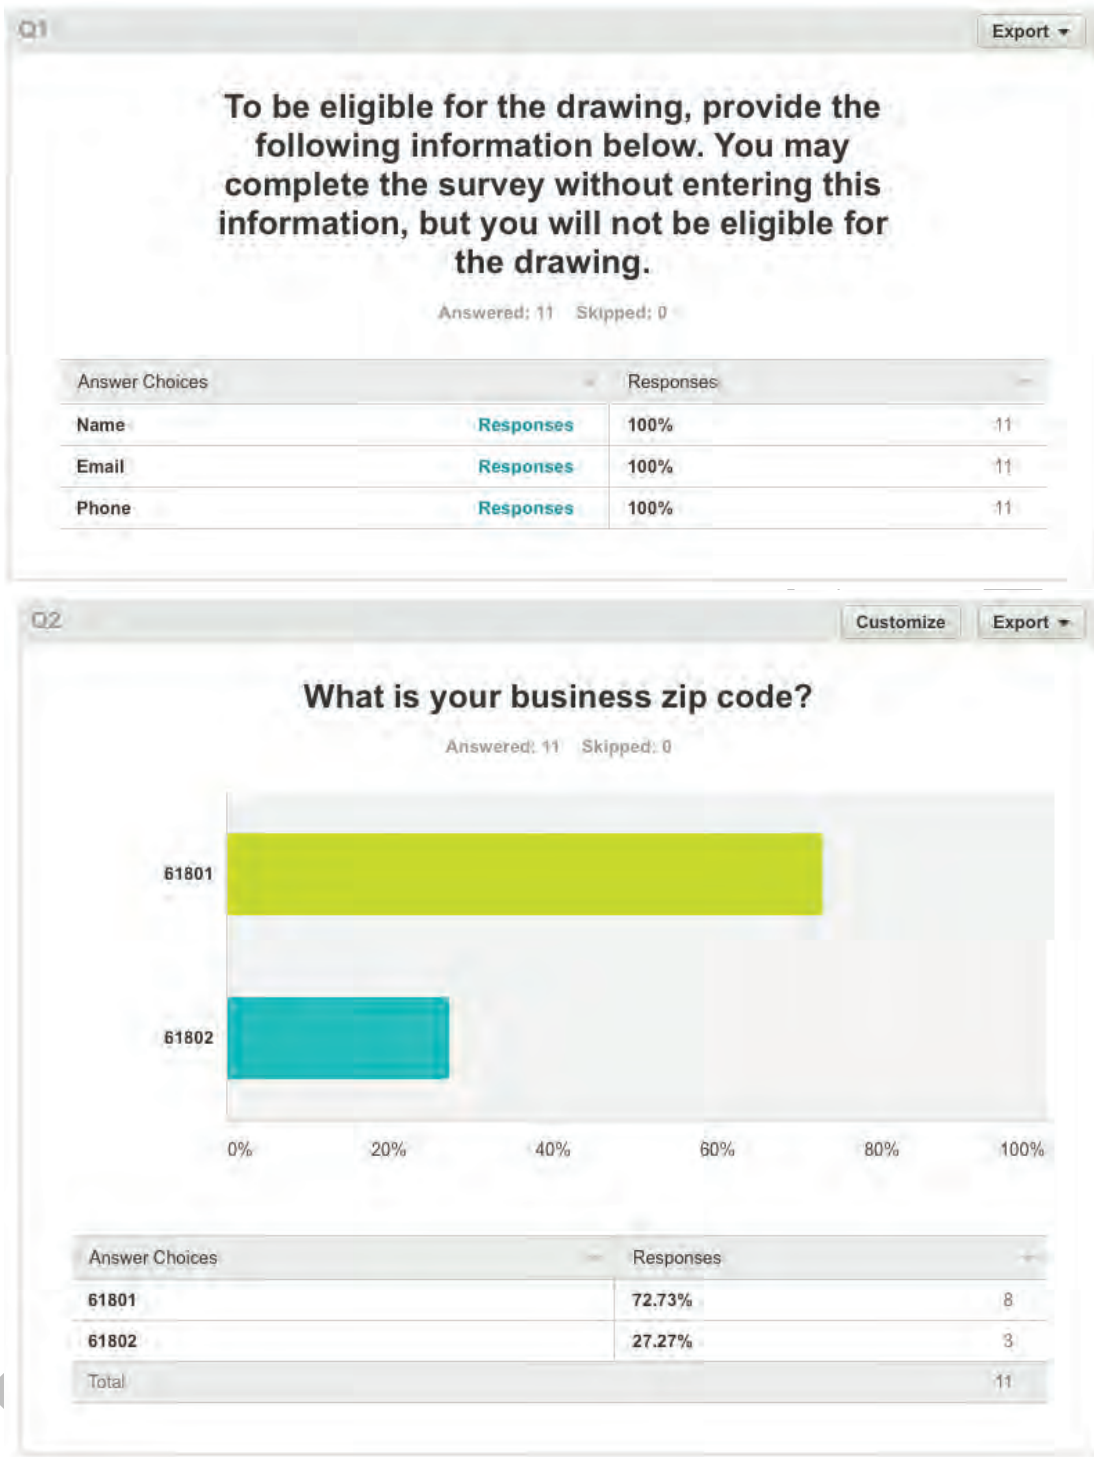 Q1
Export
To be eligible for the drawing, provide the
following information below. You may
complete the survey without entering this
information, but you will not be eligible for
the drawing.
Answered: 11 Skipped: 0
Answer Choices Responses
Name Responses 100% 11
Email Responses 100% 11
Phone Responses 100% 11
Q2
Customize Export
What is your business zip code?
Answered: 11 Skipped: 0
61801
61802
0% 20% 40% 60% 80% 100%
Answer Choices Responses
61801 72.73% 8
61802 27.27% 3
Total 11